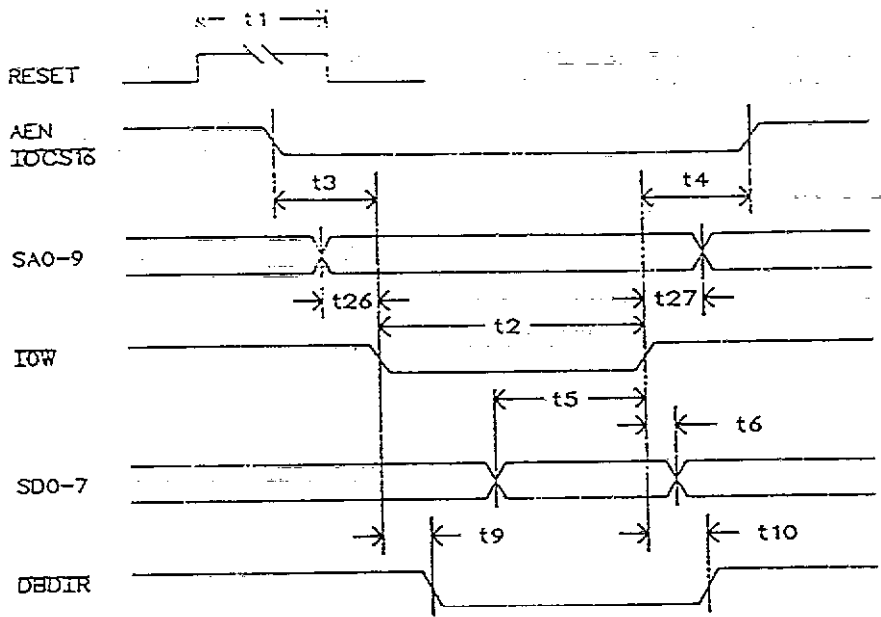 t1
RESET
AEN
IOCS16
t3
t4
SA0-9
t26
t27
t2
IOW
t5
t6
SD0-7
t9
t10
DBDIR